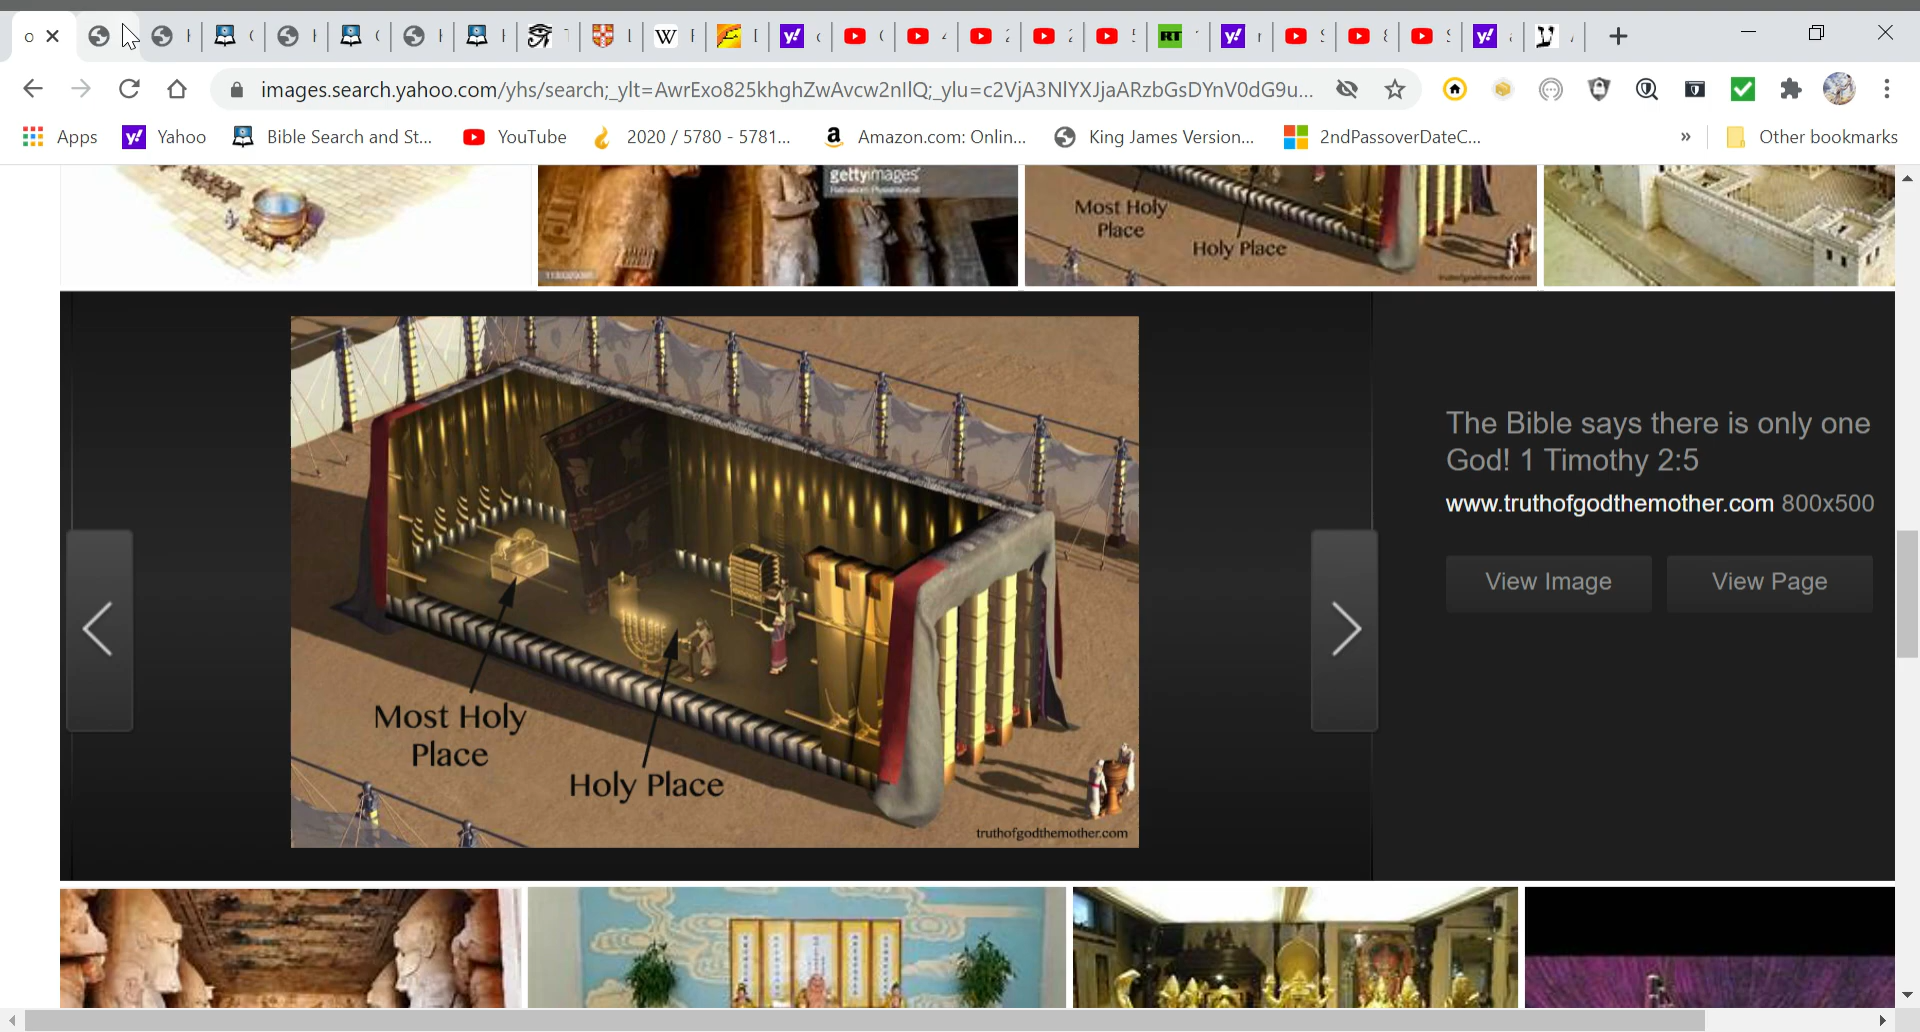 images.search.yahoo.com/yhs/search;_ylt=AwrExo825khghZwAvcw2nIlQ;_ylu=c2VjA3NlYXJjaARzbGsDYnV0dG9u...
Apps
Yahoo
Bible Search and St...
YouTube
2020 / 5780 - 5781...
Amazon.com: Onlin...
King James Version...
2ndPassoverDateC...
»
Other bookmarks
gettyimages
Most Holy
Place
Holy Place
Most Holy
Place
Holy Place
truthofgodthemother.com
The Bible says there is only one
God! 1 Timothy 2:5
www.truthofgodthemother.com 800x500
View Image
View Page